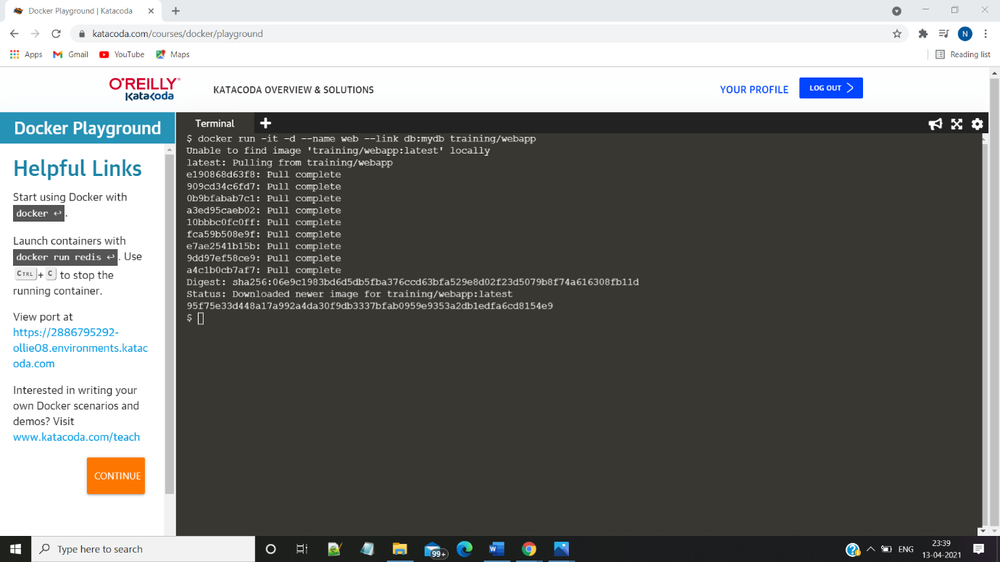 Docker Playground | Katacoda
katacoda.com/courses/docker/playground
N
Apps
Gmail
YouTube
Maps
Reading list
O'REILLY®
Katacoda
KATACODA OVERVIEW & SOLUTIONS
YOUR PROFILE
LOG OUT
Docker Playground
Helpful Links
Start using Docker with
docker ↩.
Launch containers with
docker run redis ↩. Use
CTRL + C to stop the
running container.
View port at
https://2886795292-
ollie08.environments.katac
oda.com
Interested in writing your
own Docker scenarios and
demos? Visit
www.katacoda.com/teach
CONTINUE
Terminal
$ docker run -it -d --name web --link db:mydb training/webapp
Unable to find image 'training/webapp:latest' locally
latest: Pulling from training/webapp
e190868d63f8: Pull complete
909cd34c6fd7: Pull complete
0b9bfabab7c1: Pull complete
a3ed95caeb02: Pull complete
10bbbc0fc0ff: Pull complete
fca59b508e9f: Pull complete
e7ae2541b15b: Pull complete
9dd97ef58ce9: Pull complete
a4c1b0cb7af7: Pull complete
Digest: sha256:06e9c1983bd6d5db5fba376ccd63bfa529e8d02f23d5079b8f74a616308fb11d
Status: Downloaded newer image for training/webapp:latest
95f75e33d448a17a992a4da30f9db3337bfab0959e9353a2db1edfa6cd8154e9
$
Type here to search
99+
ENG
23:39
13-04-2021